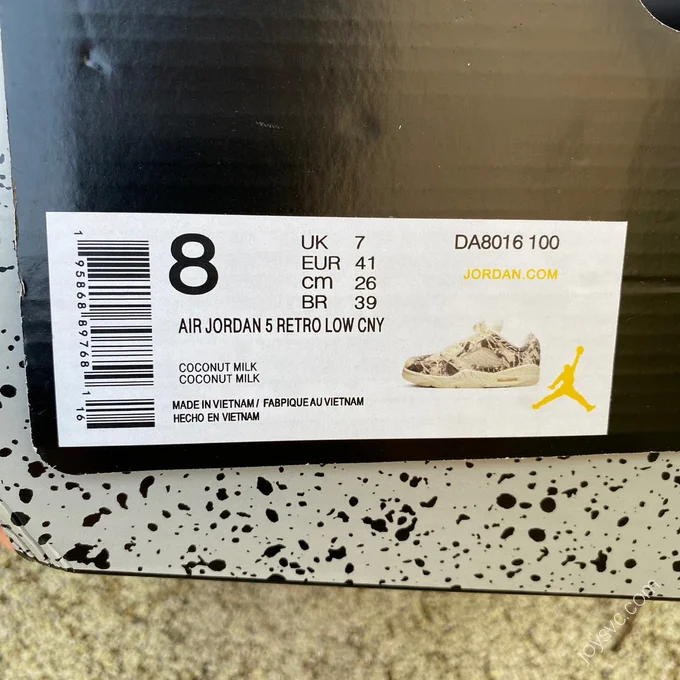 8
UK 7
EUR 41
cm 26
BR 39
DA8016 100
JORDAN.COM
AIR JORDAN 5 RETRO LOW CNY
COCONUT MILK
COCONUT MILK
MADE IN VIETNAM / FABPIQUE AU VIETNAM
HECHO EN VIETNAM
1 95868 89768 1 16
joysvc.com